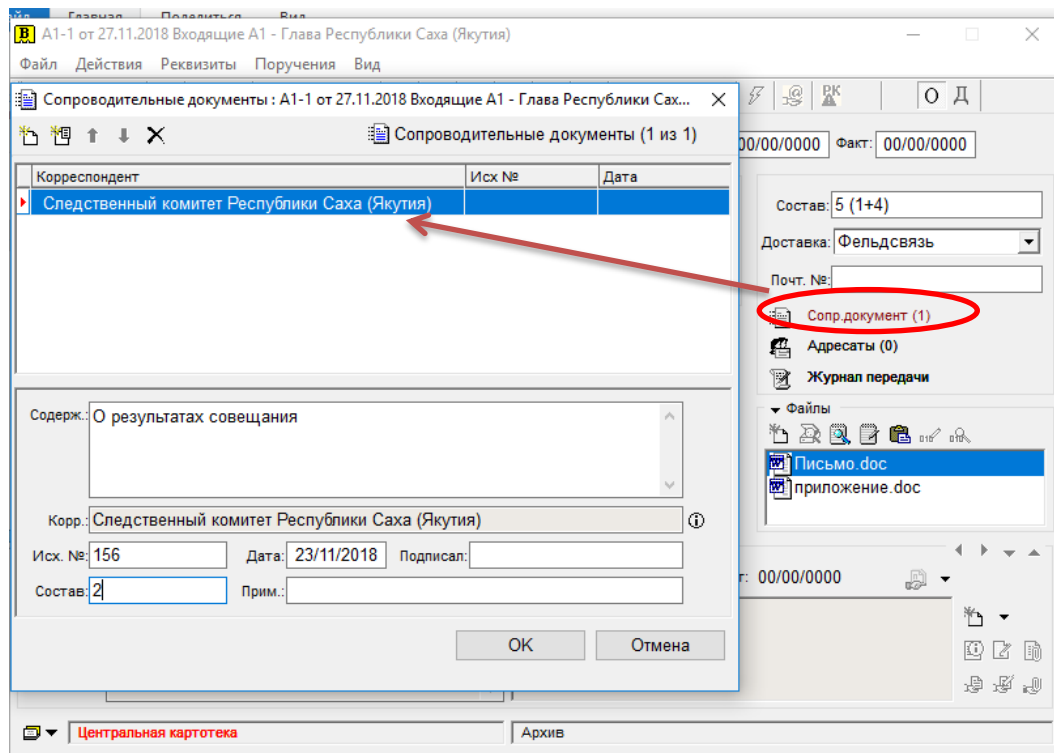 Главная Поделиться Вид
A1-1 от 27.11.2018 Входящие А1 - Глава Республики Саха (Якутия)
Файл Действия Реквизиты Поручения Вид
Сопроводительные документы : A1-1 от 27.11.2018 Входящие А1 - Глава Республики Сах...
РК О Д
Сопроводительные документы (1 из 1)
00/00/0000 Факт: 00/00/0000
Корреспондент Исх № Дата
Следственный комитет Республики Саха (Якутия)
Состав: 5 (1+4)
Доставка: Фельдсвязь
Почт. №:
Сопр.документ (1)
Адресаты (0)
Журнал передачи
Файлы
Письмо.doc
приложение.doc
Содерж.: О результатах совещания
Корр.: Следственный комитет Республики Саха (Якутия)
Исх. №: 156 Дата: 23/11/2018 Подписал:
Состав: 2 Прим.:
00/00/0000
OK Отмена
Центральная картотека Архив